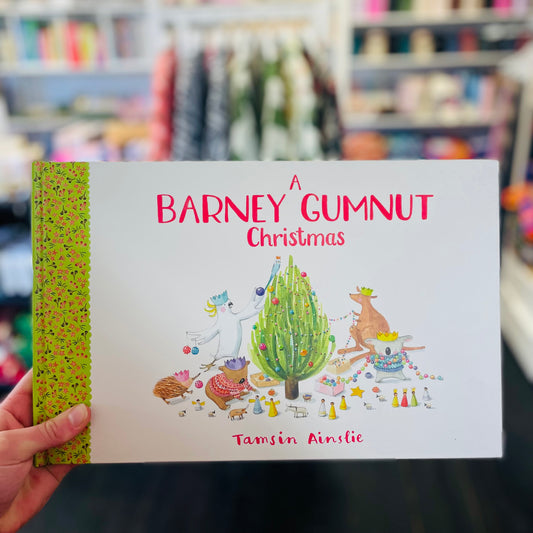 A
BARNEY GUMNUT
Christmas
Tamsin Ainslie